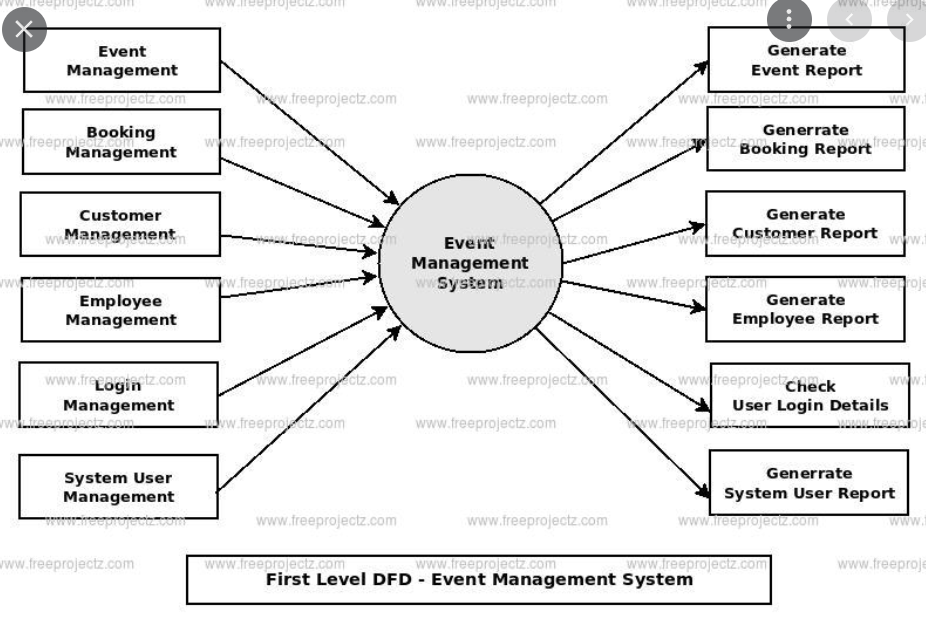 Event
Management
Booking
Management
Customer
Management
Employee
Management
Login
Management
System User
Management
Event
Management
System
Generate
Event Report
Generrate
Booking Report
Generate
Customer Report
Generate
Employee Report
Check
User Login Details
Generrate
System User Report
First Level DFD - Event Management System
www.freeprojectz.com